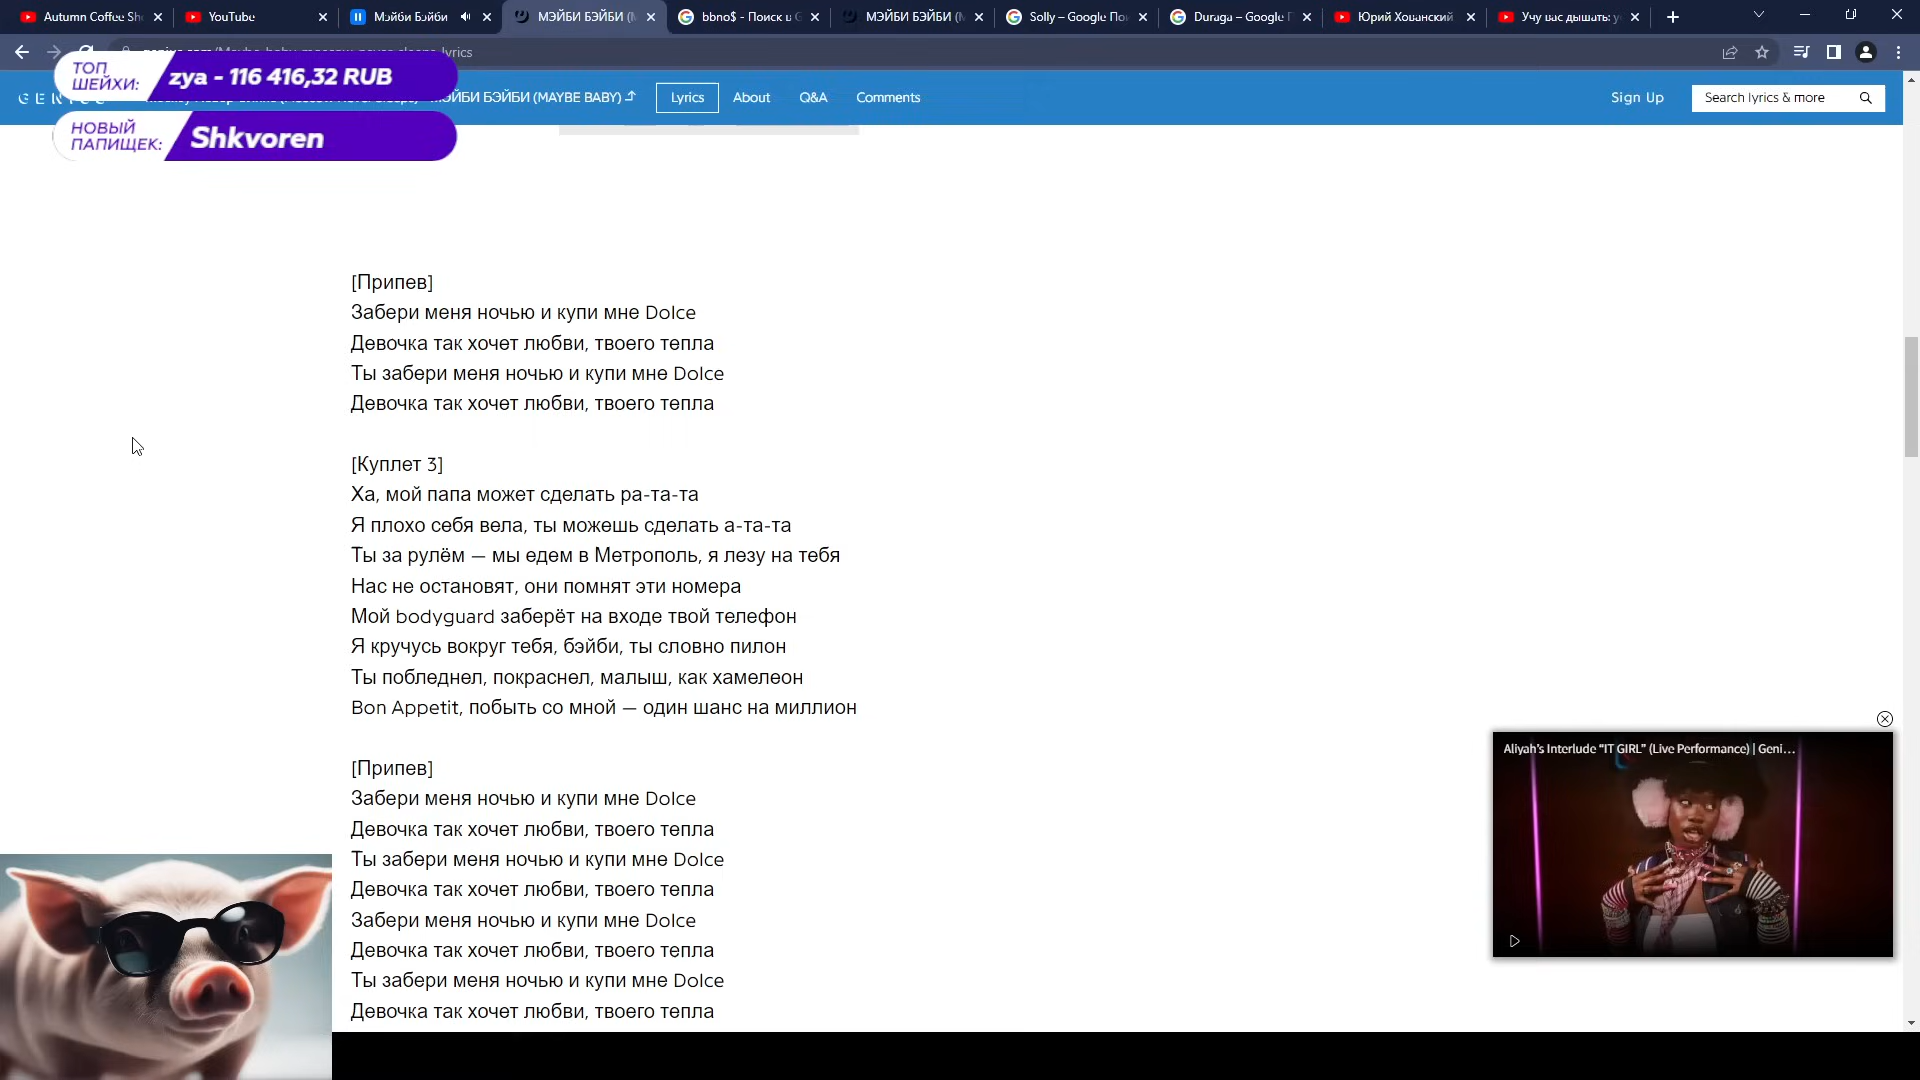 Autumn Coffee Sh
YouTube
Мэйби Бэйби
МЭЙБИ БЭЙБИ (
bbno$ - Поиск в G
МЭЙБИ БЭЙБИ (M
Solly – Google По
Duraga – Google П
Юрий Хованский
Учу вас дышать: у
lyrics
ТОП ШЕЙХИ: zya - 116 416,32 RUB
МЭЙБИ БЭЙБИ (MAYBE BABY)
Lyrics
About
Q&A
Comments
Sign Up
Search lyrics & more
НОВЫЙ ПАПИЩЕК: Shkvoren
[Припев]
Забери меня ночью и купи мне Dolce
Девочка так хочет любви, твоего тепла
Ты забери меня ночью и купи мне Dolce
Девочка так хочет любви, твоего тепла
[Куплет 3]
Ха, мой папа может сделать ра-та-та
Я плохо себя вела, ты можешь сделать а-та-та
Ты за рулём — мы едем в Метрополь, я лезу на тебя
Нас не остановят, они помнят эти номера
Мой bodyguard заберёт на входе твой телефон
Я кручусь вокруг тебя, бэйби, ты словно пилон
Ты побледнел, покраснел, малыш, как хамелеон
Bon Appetit, побыть со мной — один шанс на миллион
[Припев]
Забери меня ночью и купи мне Dolce
Девочка так хочет любви, твоего тепла
Ты забери меня ночью и купи мне Dolce
Девочка так хочет любви, твоего тепла
Забери меня ночью и купи мне Dolce
Девочка так хочет любви, твоего тепла
Ты забери меня ночью и купи мне Dolce
Девочка так хочет любви, твоего тепла
Aliyah's Interlude “IT GIRL” (Live Performance) | Geni...